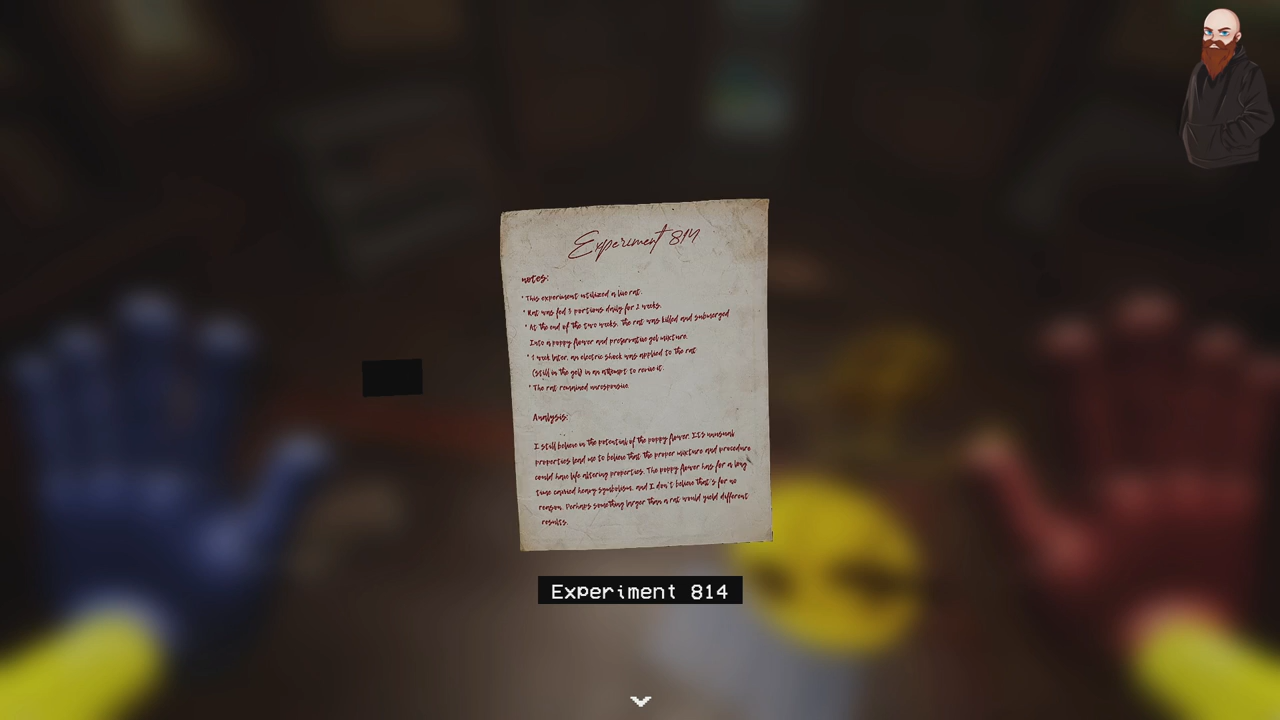 Experiment 814
notes:
• This experiment utilized a live rat.
• Rat was fed 3 portions daily for 2 weeks.
• At the end of the two weeks, the rat was killed and submerged
Into a poppy flower and preservative gel mixture.
• 1 week later, an electric shock was applied to the rat
(still in the gel) in an attempt to revive it.
• The rat remained unresponsive.
Analysis:
I still believe in the potential of the poppy flower. It's unusual
properties lead me to believe that the proper mixture and procedure
could have life altering properties. The poppy flower has for a long
time carried heavy symbolism, and I don't believe that's for no
reason. Perhaps something larger than a rat would yield different
results.
Experiment 814